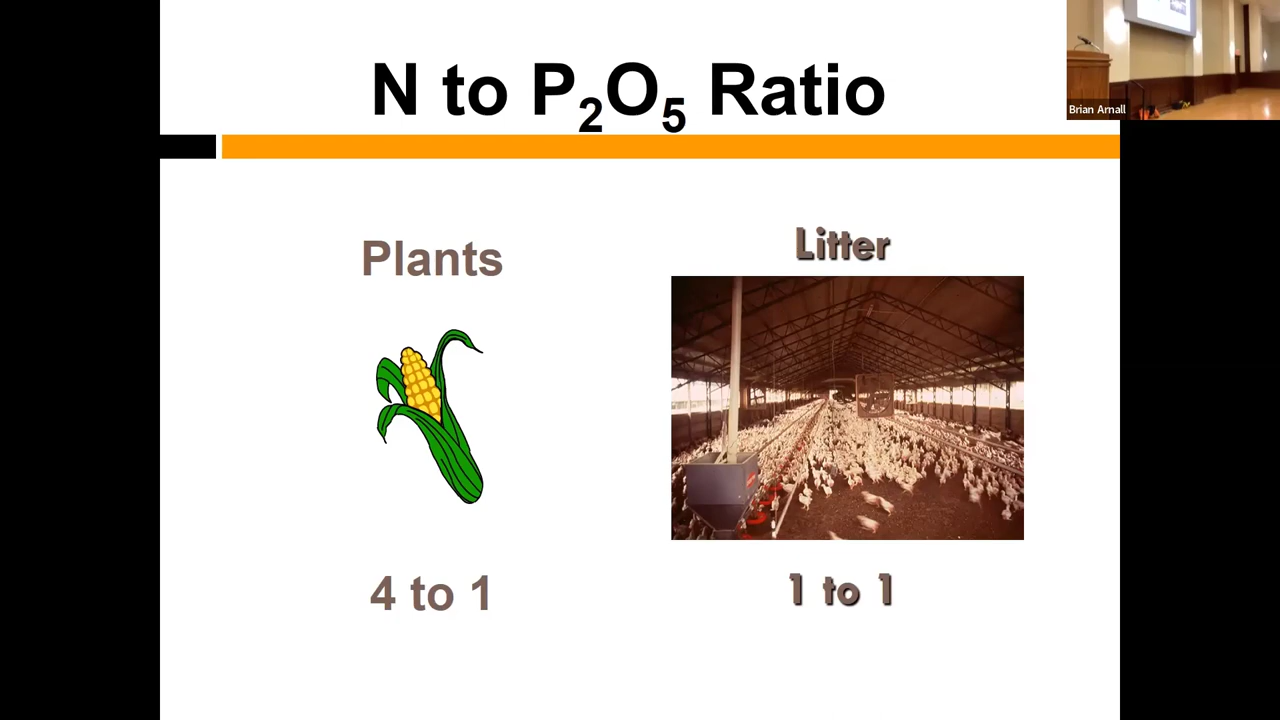 N to P₂O₅ Ratio
Brian Arnall
Plants
Litter
4 to 1
1 to 1